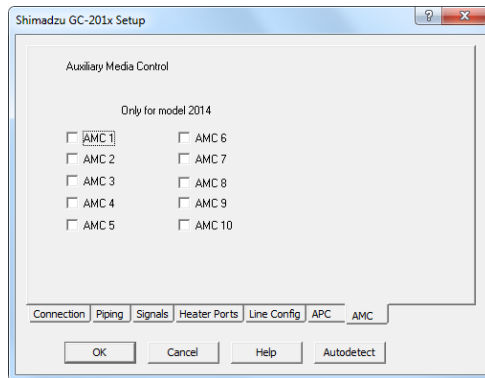 Shimadzu GC-201x Setup
Auxiliary Media Control
Only for model 2014
AMC 1
AMC 6
AMC 2
AMC 7
AMC 3
AMC 8
AMC 4
AMC 9
AMC 5
AMC 10
Connection Piping Signals Heater Ports Line Config APC AMC
OK Cancel Help Autodetect